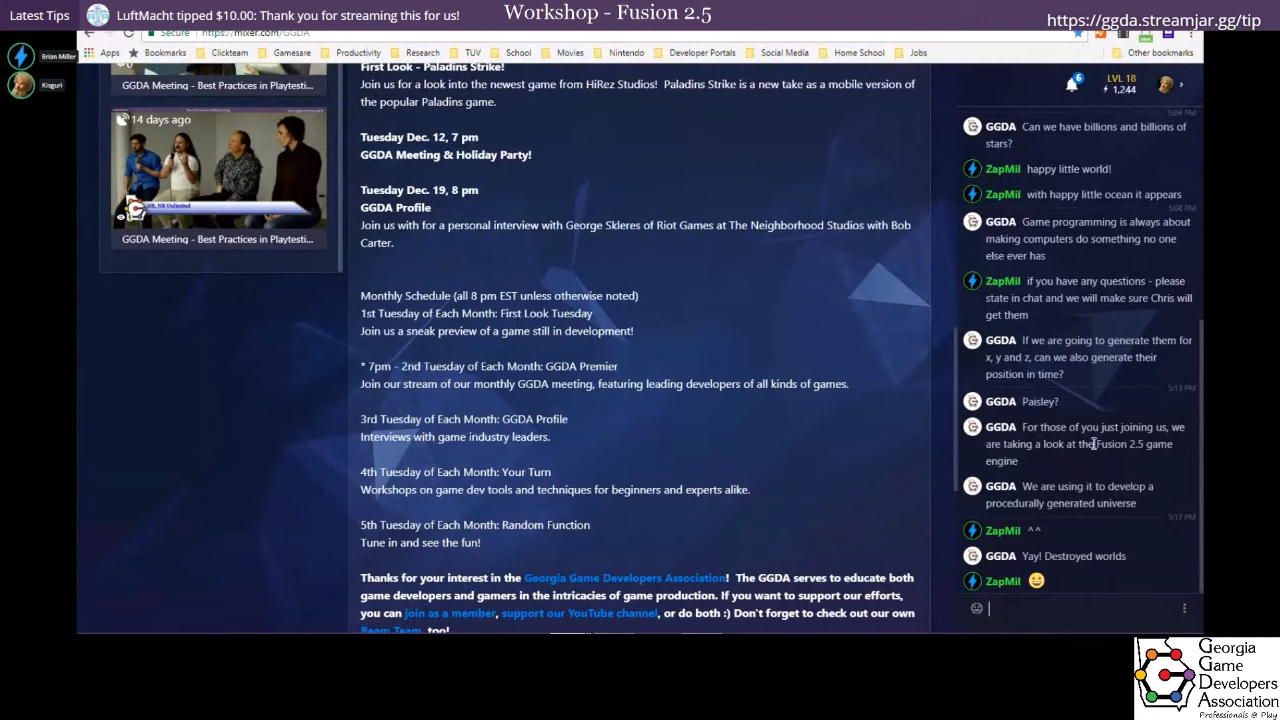 Latest Tips
LuftMacht tipped $10.00: Thank you for streaming this for us!
Workshop - Fusion 2.5
https://ggda.streamjar.gg/tip
Brian Miller
Kisguri
Secure
https://mixer.com/GGDA
Apps
Bookmarks
Clickteam
Gamesare
Productivity
Research
TUV
School
Movies
Nintendo
Developer Portals
Social Media
Home School
Jobs
Other bookmarks
GGDA Meeting - Best Practices in Playtesti...
14 days ago
GGDA Meeting - Best Practices in Playtesti...
First Look - Paladins Strike!
Join us for a look into the newest game from HiRez Studios! Paladins Strike is a new take as a mobile version
of the popular Paladins game.
Tuesday Dec. 12, 7 pm
GGDA Meeting & Holiday Party!
Tuesday Dec. 19, 8 pm
GGDA Profile
Join us with for a personal interview with George Skleres of Riot Games at The Neighborhood Studios with Bob
Carter.
Monthly Schedule (all 8 pm EST unless otherwise noted)
1st Tuesday of Each Month: First Look Tuesday
Join us a sneak preview of a game still in development!
* 7pm - 2nd Tuesday of Each Month: GGDA Premier
Join our stream of our monthly GGDA meeting, featuring leading developers of all kinds of games.
3rd Tuesday of Each Month: GGDA Profile
Interviews with game industry leaders.
4th Tuesday of Each Month: Your Turn
Workshops on game dev tools and techniques for beginners and experts alike.
5th Tuesday of Each Month: Random Function
Tune in and see the fun!
Thanks for your interest in the Georgia Game Developers Association! The GGDA serves to educate both
game developers and gamers in the intricacies of game production. If you want to support our efforts,
you can join as a member, support our YouTube channel, or do both :) Don't forget to check out our own
Beam Team, too!
6
LVL 18
1,244
5:04 PM
GGDA Can we have billions and billions of
stars?
ZapMil happy little world!
ZapMil with happy little ocean it appears
5:08 PM
GGDA Game programming is always about
making computers do something no one
else ever has
ZapMil if you have any questions - please
state in chat and we will make sure Chris will
get them
GGDA If we are going to generate them for
x, y and z, can we also generate their
position in time?
5:13 PM
GGDA Paisley?
GGDA For those of you just joining us, we
are taking a look at the Fusion 2.5 game
engine
GGDA We are using it to develop a
procedurally generated universe
5:17 PM
ZapMil ^^
GGDA Yay! Destroyed worlds
ZapMil
Georgia
Game
Developers
Association
Professionals @ Play